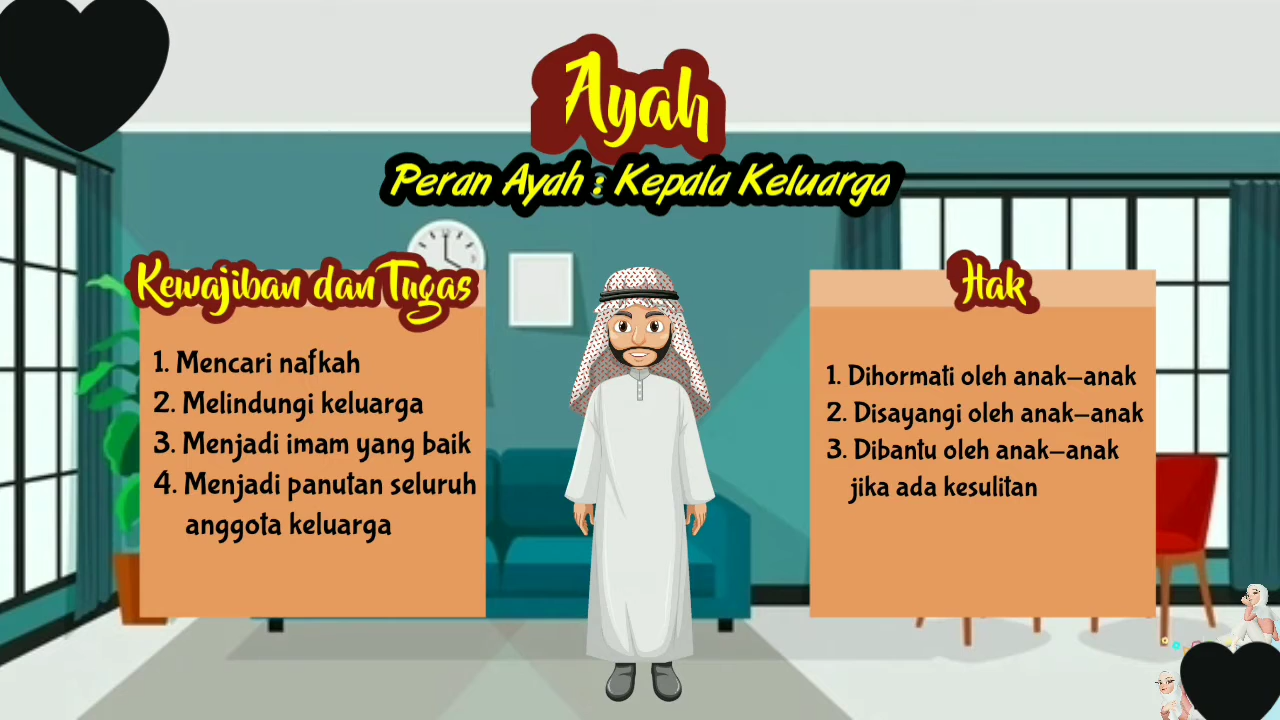 Ayah
Peran Ayah : Kepala Keluarga
Kewajiban dan Tugas
1. Mencari nafkah
2. Melindungi keluarga
3. Menjadi imam yang baik
4. Menjadi panutan seluruh
anggota keluarga
Hak
1. Dihormati oleh anak-anak
2. Disayangi oleh anak-anak
3. Dibantu oleh anak-anak
jika ada kesulitan